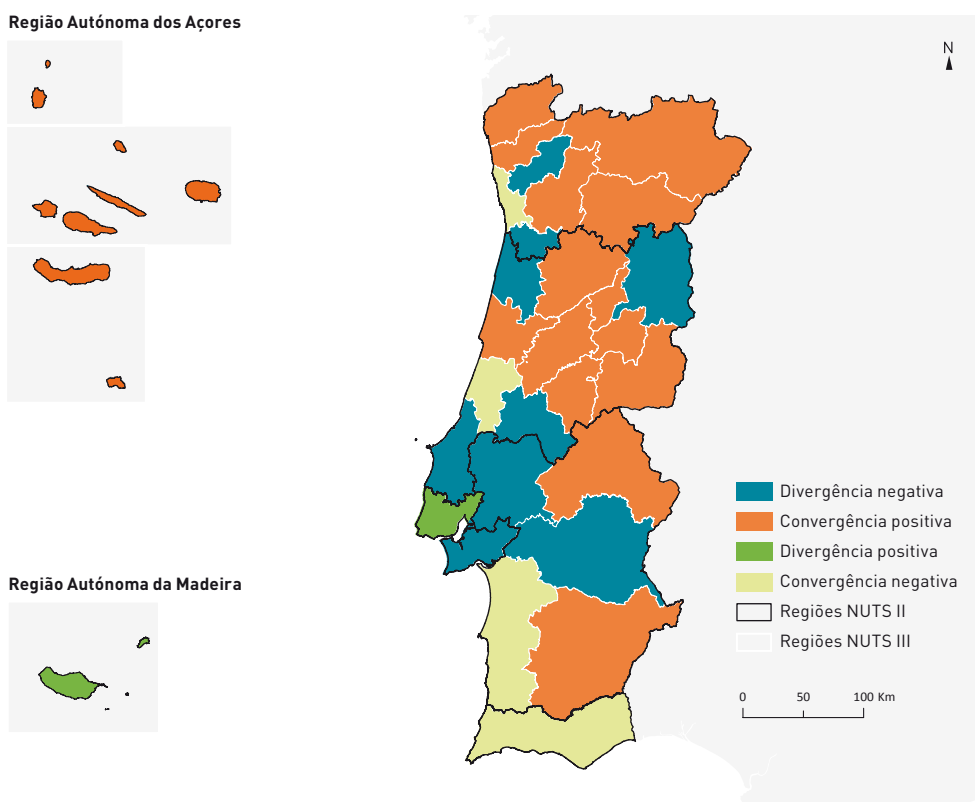 Região Autónoma dos Açores
N
Divergência negativa
Convergência positiva
Divergência positiva
Convergência negativa
Regiões NUTS II
Regiões NUTS III
0 50 100 Km
Região Autónoma da Madeira